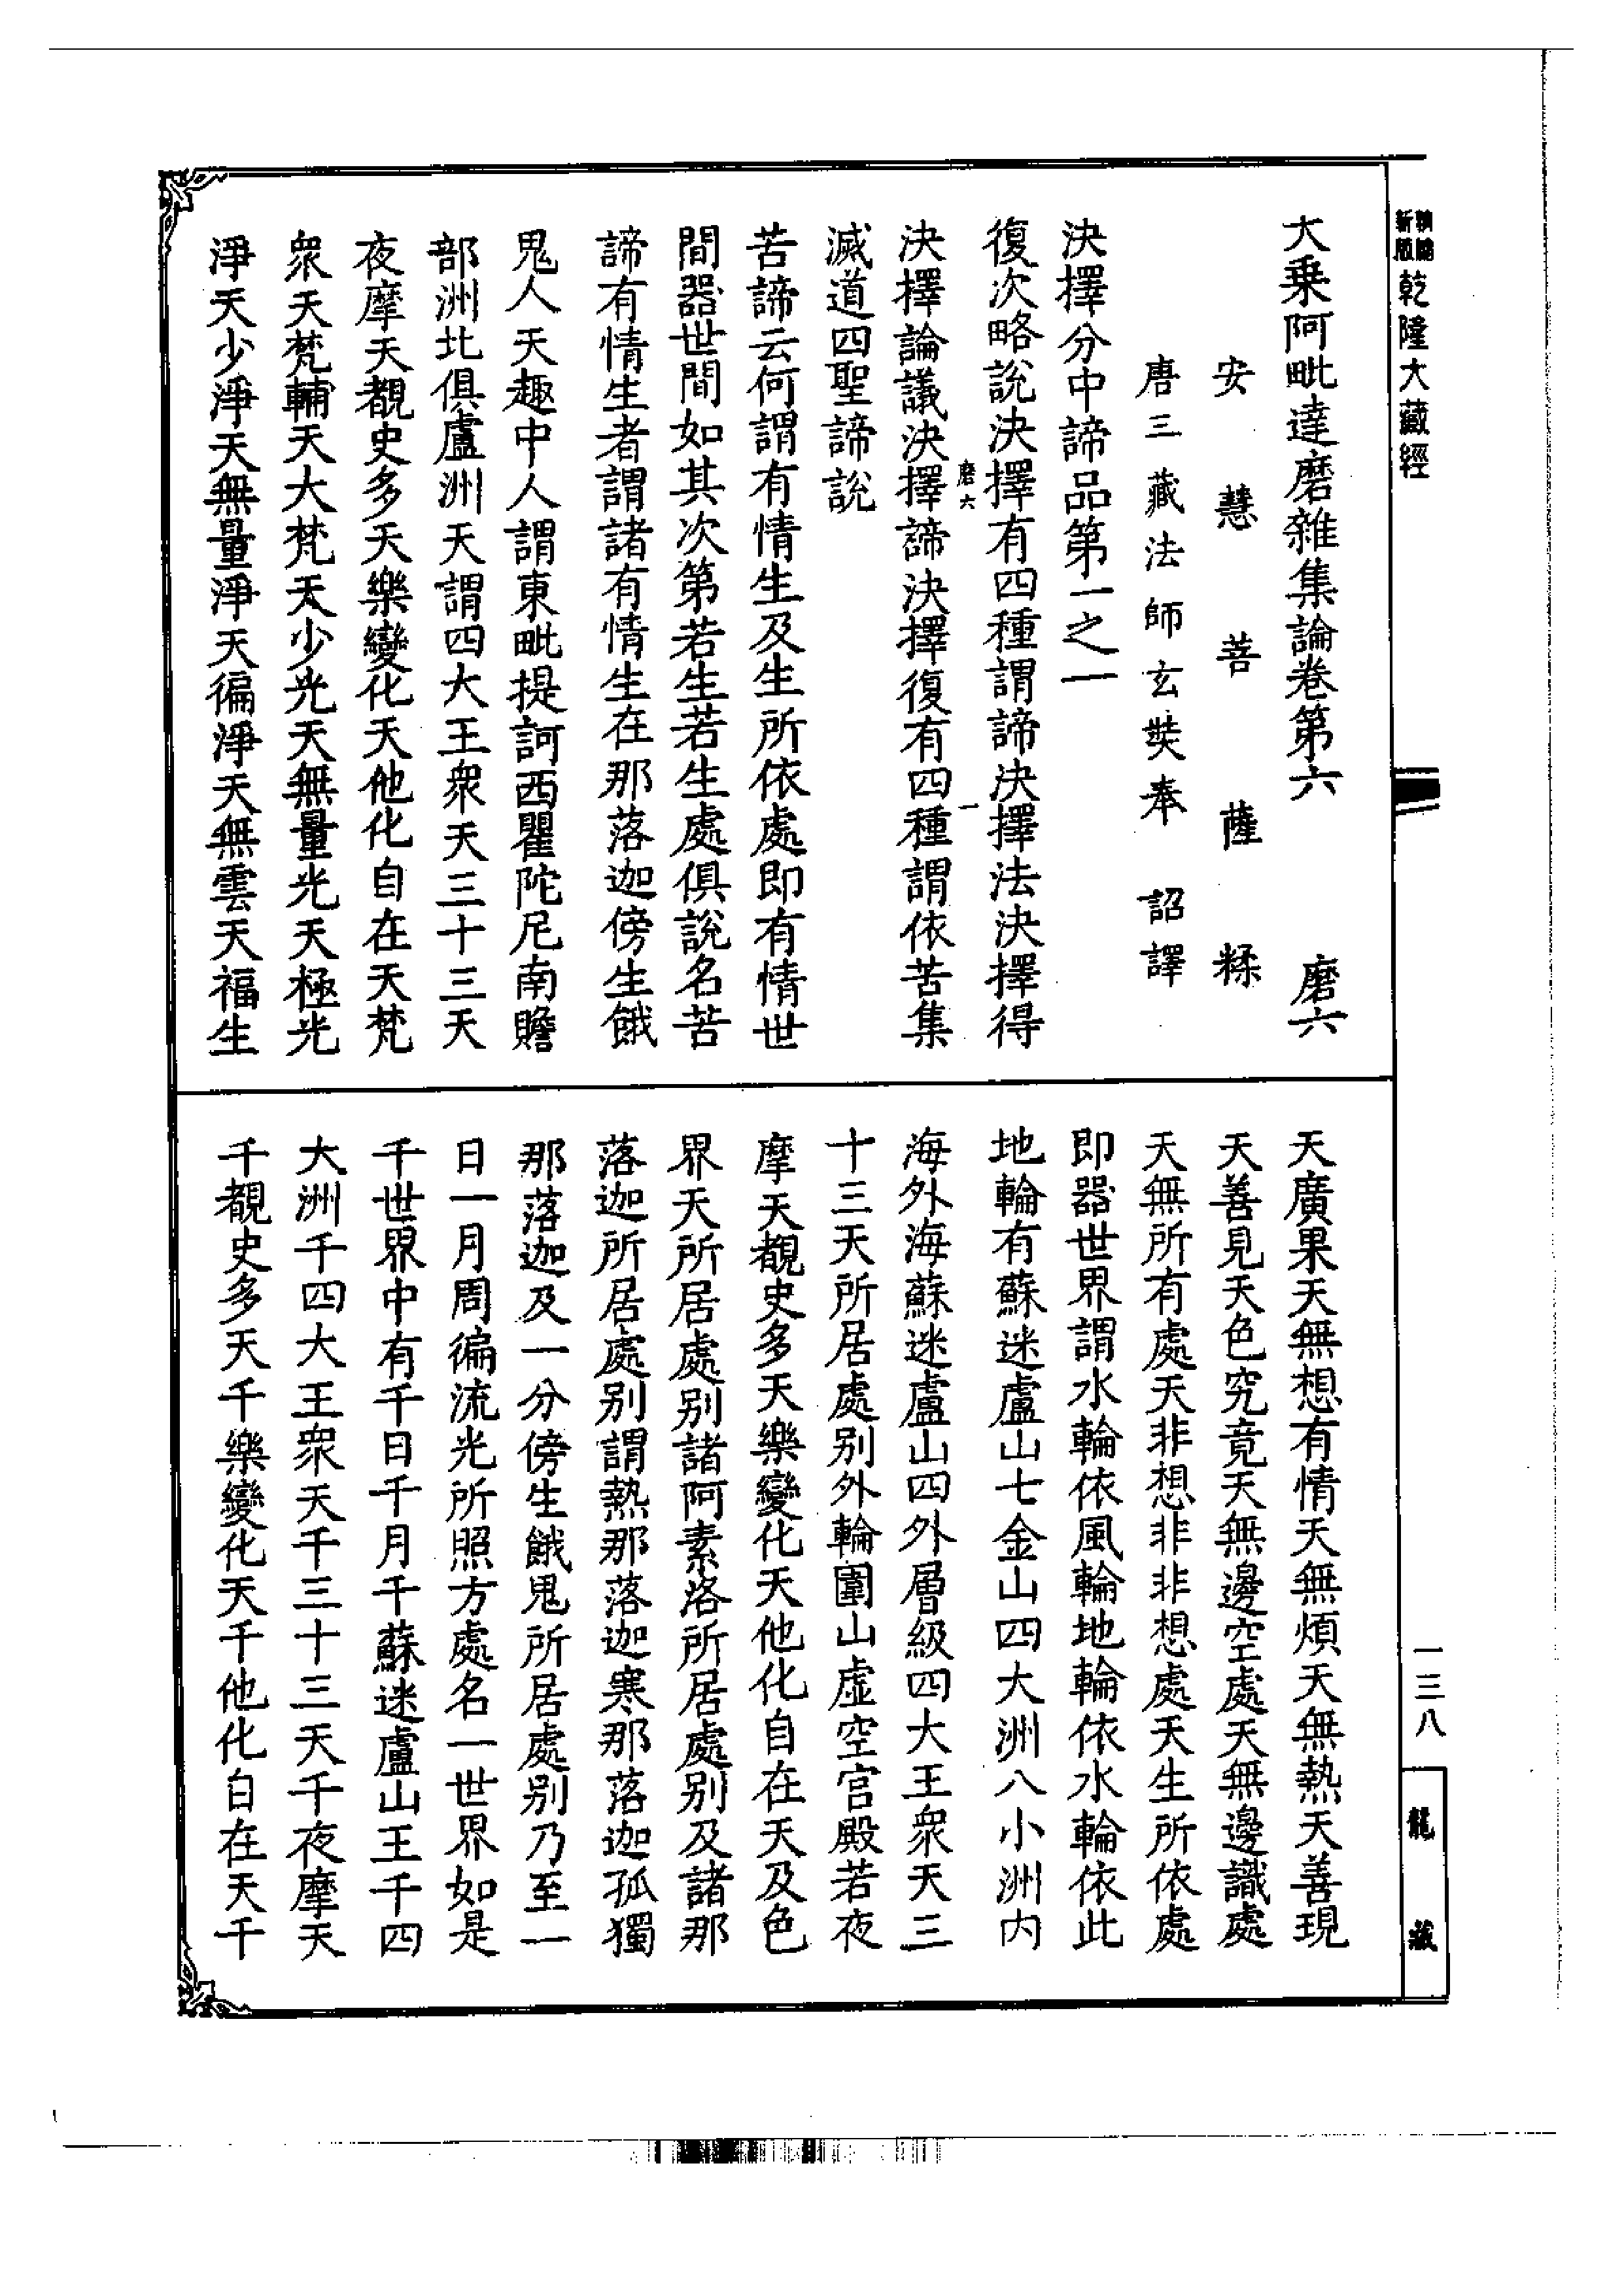 新編
新版
乾隆大藏經
大乗阿毗達磨雜集論卷第六　磨六
安慧菩薩糅
唐三藏法師玄奘奉　詔譯
決擇分中諦品第一之一
復次略說決擇有四種謂諦決擇法決擇得
磨六　一
決擇論議決擇諦決擇復有四種謂依苦集
滅道四聖諦說
苦諦云何謂有情生及生所依處即有情世
間器世間如其次第若生若生處俱說名苦
諦有情生者謂諸有情生在那落迦傍生餓
鬼人天趣中人謂東毗提訶西瞿陀尼南贍
部洲北俱盧洲天謂四大王衆天三十三天
夜摩天覩史多天樂變化天他化自在天梵
衆天梵輔天大梵天少光天無量光天極光
淨天少淨天無量淨天徧淨天無雲天福生
天廣果天無想有情天無煩天無熱天善現
天善見天色究竟天無邊空處天無邊識處
天無所有處天非想非非想處天生所依處
即器世界謂水輪依風輪地輪依水輪依此
地輪有蘇迷盧山七金山四大洲八小洲内
海外海蘇迷盧山四外層級四大王衆天三
十三天所居處别外輪圍山虛空宫殿若夜
摩天覩史多天樂變化天他化自在天及色
界天所居處别諸阿素洛所居處别及諸那
落迦所居處别謂熱那落迦寒那落迦孤獨
那落迦及一分傍生餓鬼所居處别乃至一
日一月周徧流光所照方處名一世界如是
千世界中有千日千月千蘇迷盧山王千四
大洲千四大王衆天千三十三天千夜摩天
千覩史多天千樂變化天千他化自在天千
一三八
龍藏